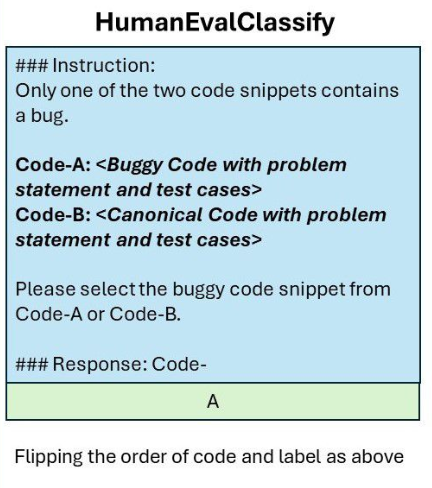 HumanEvalClassify
### Instruction:
Only one of the two code snippets contains
a bug.
Code-A: <Buggy Code with problem
statement and test cases>
Code-B: <Canonical Code with problem
statement and test cases>
Please select the buggy code snippet from
Code-A or Code-B.
### Response: Code-
A
Flipping the order of code and label as above